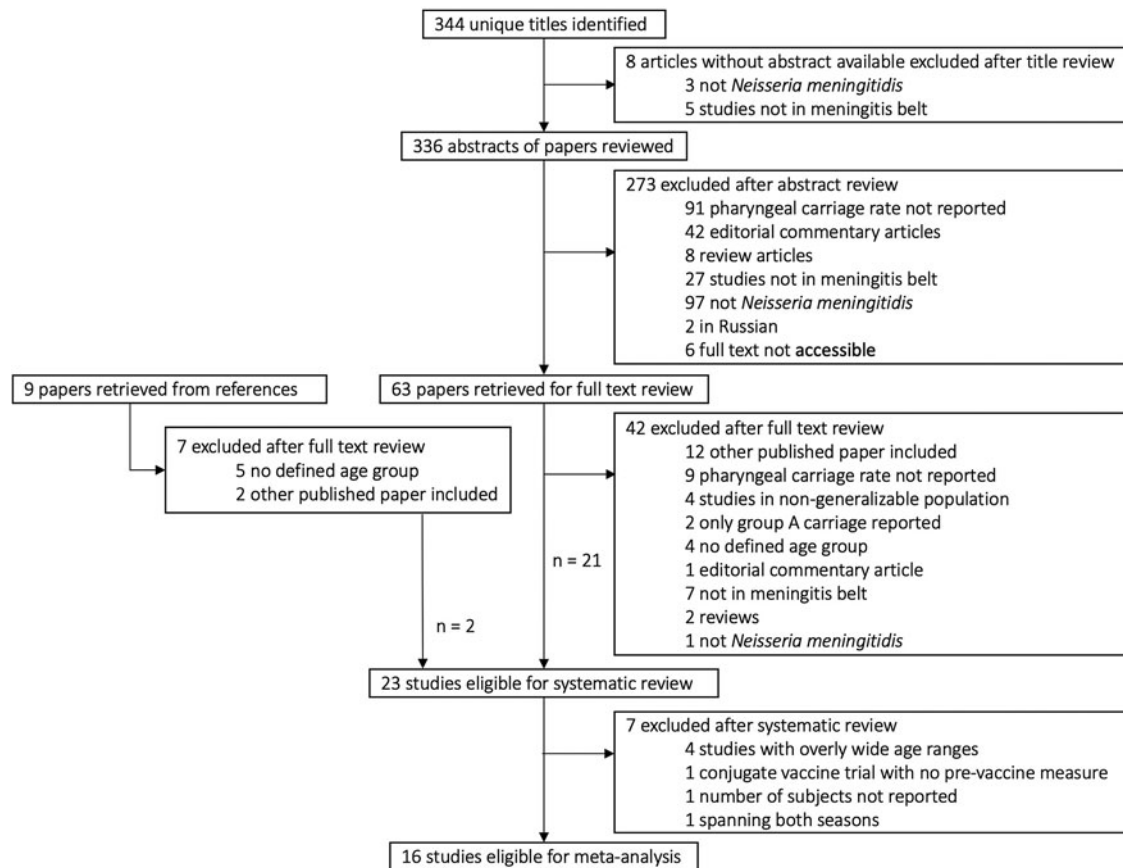 344 unique titles identified
8 articles without abstract available excluded after title review
3 not Neisseria meningitidis
5 studies not in meningitis belt
336 abstracts of papers reviewed
273 excluded after abstract review
91 pharyngeal carriage rate not reported
42 editorial commentary articles
8 review articles
27 studies not in meningitis belt
97 not Neisseria meningitidis
2 in Russian
6 full text not accessible
9 papers retrieved from references
63 papers retrieved for full text review
7 excluded after full text review
5 no defined age group
2 other published paper included
42 excluded after full text review
12 other published paper included
9 pharyngeal carriage rate not reported
4 studies in non-generalizable population
2 only group A carriage reported
4 no defined age group
1 editorial commentary article
7 not in meningitis belt
2 reviews
1 not Neisseria meningitidis
n = 21
n = 2
23 studies eligible for systematic review
7 excluded after systematic review
4 studies with overly wide age ranges
1 conjugate vaccine trial with no pre-vaccine measure
1 number of subjects not reported
1 spanning both seasons
16 studies eligible for meta-analysis